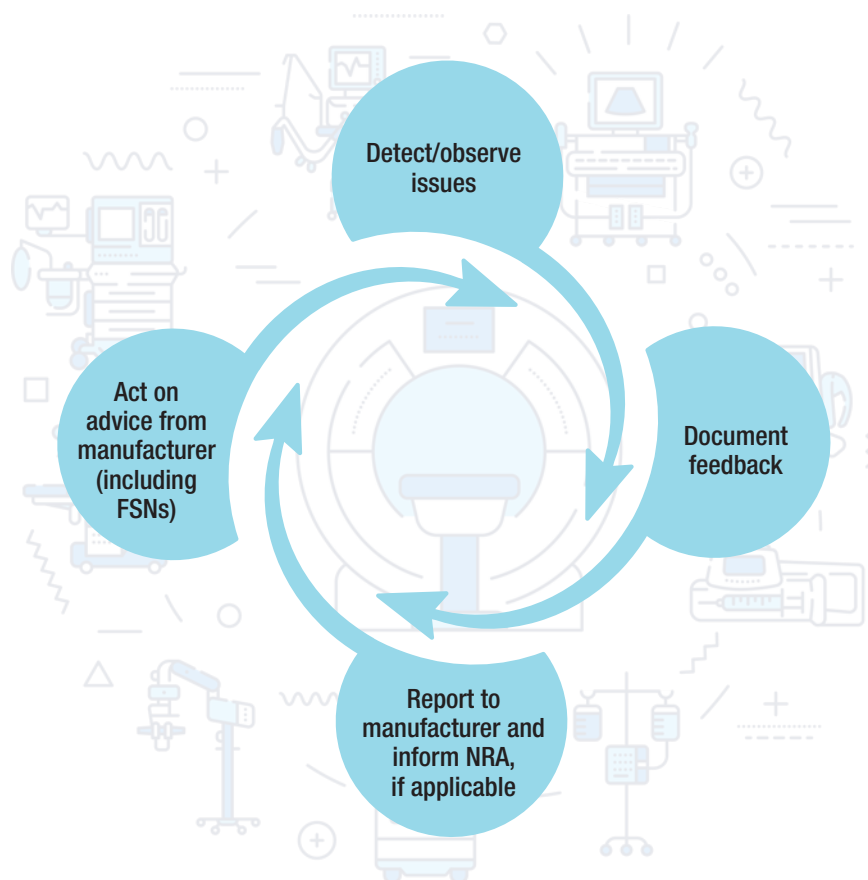 Detect/observe
issues
Document
feedback
Report to
manufacturer and
inform NRA,
if applicable
Act on
advice from
manufacturer
(including
FSNs)